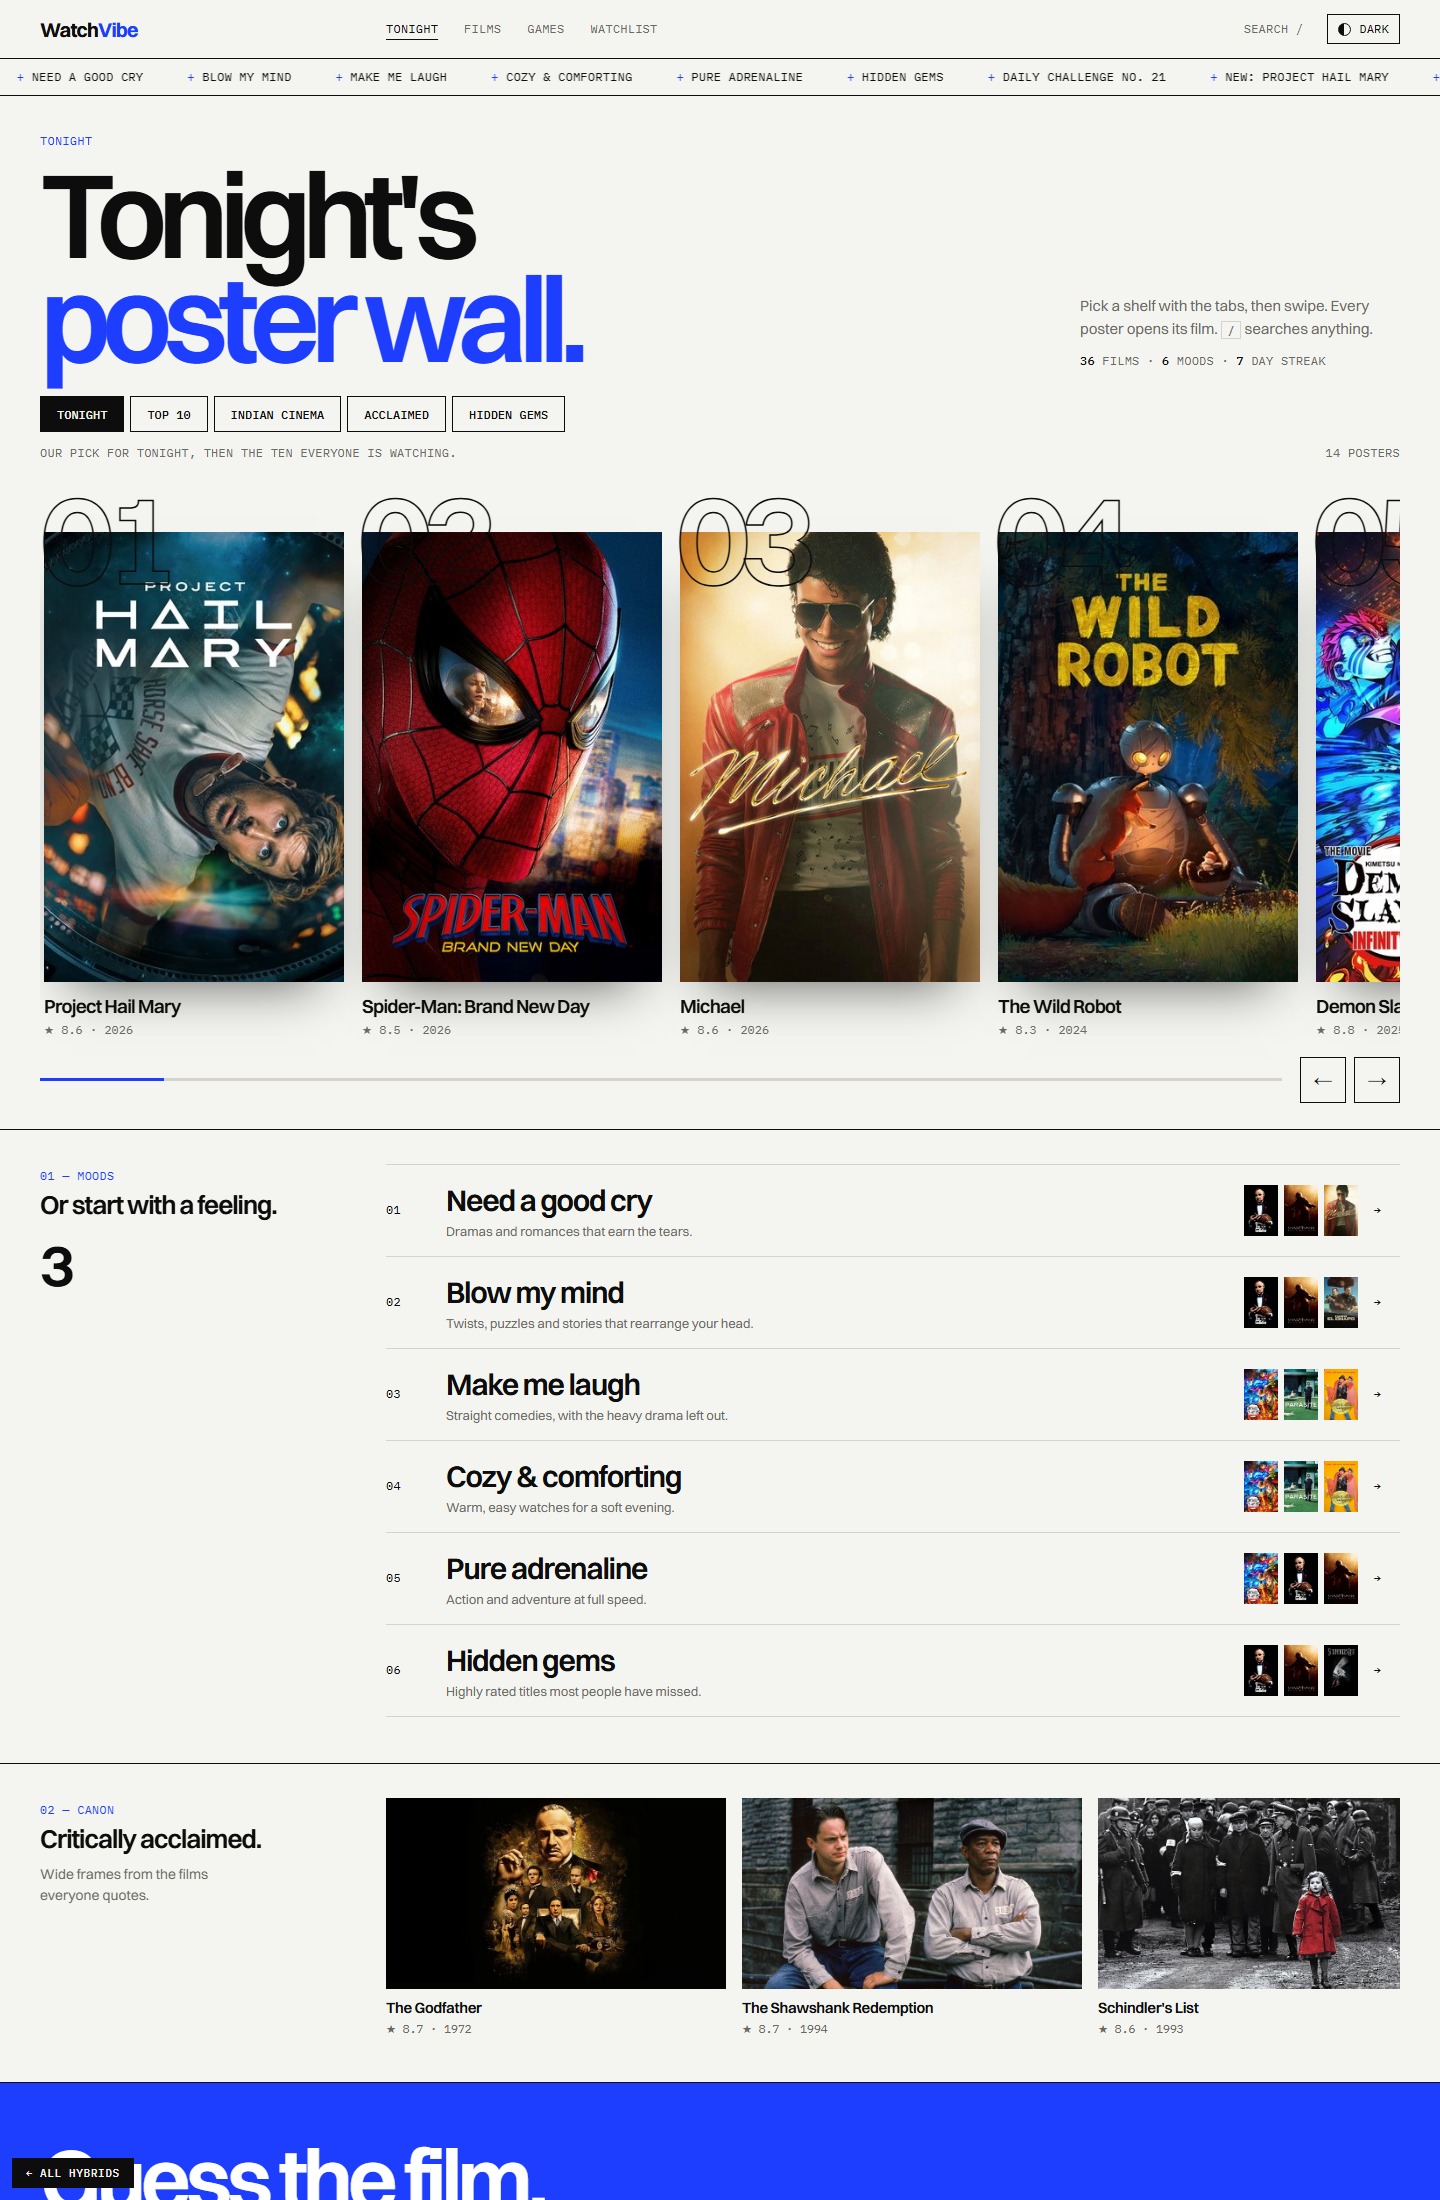 WatchVibe
TONIGHT FILMS GAMES WATCHLIST
SEARCH / DARK
+ NEED A GOOD CRY + BLOW MY MIND + MAKE ME LAUGH + COZY & COMFORTING + PURE ADRENALINE + HIDDEN GEMS + DAILY CHALLENGE NO. 21 + NEW: PROJECT HAIL MARY +
TONIGHT
Tonight's
poster wall.
Pick a shelf with the tabs, then swipe. Every
poster opens its film. / searches anything.
36 FILMS · 6 MOODS · 7 DAY STREAK
TONIGHT TOP 10 INDIAN CINEMA ACCLAIMED HIDDEN GEMS
OUR PICK FOR TONIGHT, THEN THE TEN EVERYONE IS WATCHING.
14 POSTERS
01 02 03 04 05
PROJECT
HAIL
MARY
SPIDER-MAN
BRAND NEW DAY
Michael
THE
WILD
ROBOT
THE MOVIE
Project Hail Mary
★ 8.6 · 2026
Spider-Man: Brand New Day
★ 8.5 · 2026
Michael
★ 8.6 · 2026
The Wild Robot
★ 8.3 · 2024
Demon Sla
★ 8.8 · 2025
← →
01 — MOODS
Or start with a feeling.
3
01 Need a good cry →
Dramas and romances that earn the tears.
02 Blow my mind →
Twists, puzzles and stories that rearrange your head.
03 Make me laugh →
Straight comedies, with the heavy drama left out.
PARASITE
04 Cozy & comforting →
Warm, easy watches for a soft evening.
PARASITE
05 Pure adrenaline →
Action and adventure at full speed.
06 Hidden gems →
Highly rated titles most people have missed.
02 — CANON
Critically acclaimed.
Wide frames from the films
everyone quotes.
The Godfather
★ 8.7 · 1972
The Shawshank Redemption
★ 8.7 · 1994
Schindler's List
★ 8.6 · 1993
Guess the film.
← ALL HYBRIDS